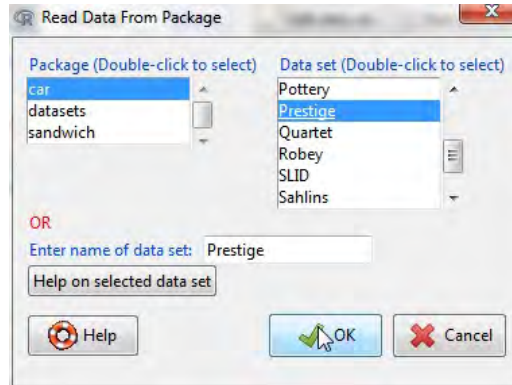 Read Data From Package
Package (Double-click to select)
car
datasets
sandwich
Data set (Double-click to select)
Pottery
Prestige
Quartet
Robey
SLID
Sahlins
OR
Enter name of data set: Prestige
Help on selected data set
Help
OK
Cancel